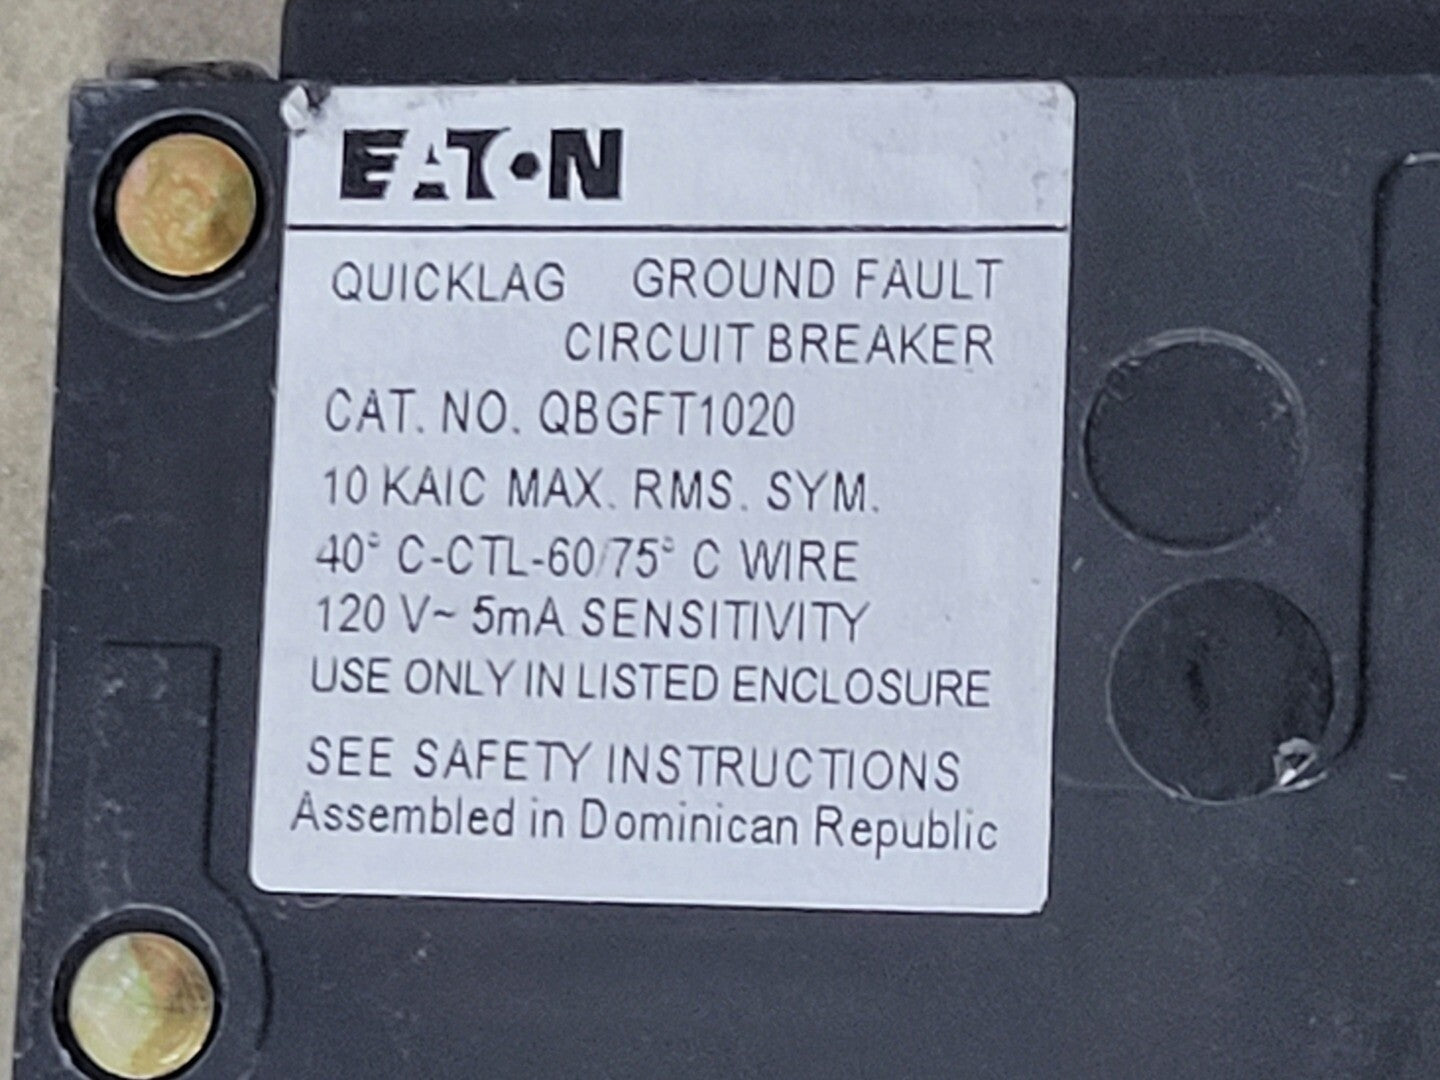 EATON
QUICKLAG GROUND FAULT
CIRCUIT BREAKER
CAT. NO. QBGFT1020
10 KAIC MAX. RMS. SYM.
40° C-CTL-60/75° C WIRE
120 V~ 5mA SENSITIVITY
USE ONLY IN LISTED ENCLOSURE
SEE SAFETY INSTRUCTIONS
Assembled in Dominican Republic